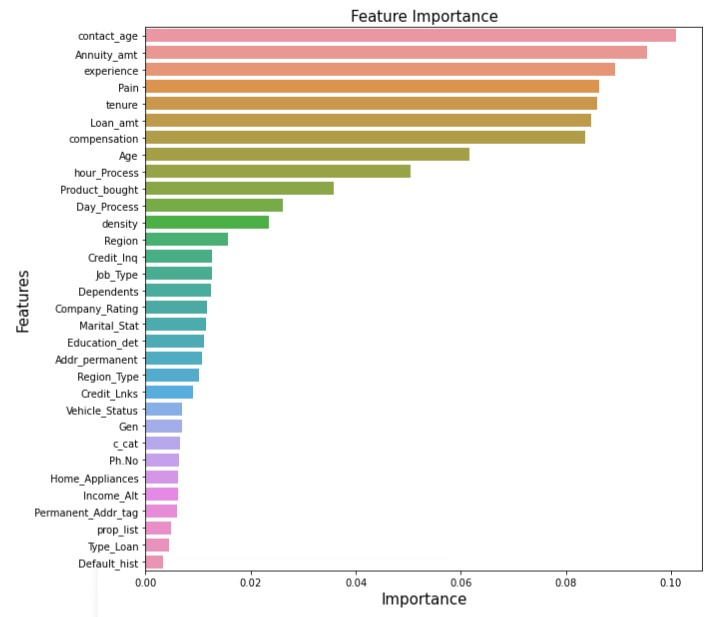 Feature Importance
contact_age
Annuity_amt
experience
Pain
tenure
Loan_amt
compensation
Age
hour_Process
Product_bought
Day_Process
density
Region
Credit_Inq
Job_Type
Dependents
Company_Rating
Marital_Stat
Education_det
Addr_permanent
Region_Type
Credit_Lnks
Vehicle_Status
Gen
c_cat
Ph.No
Home_Appliances
Income_Alt
Permanent_Addr_tag
prop_list
Type_Loan
Default_hist
Features
0.00 0.02 0.04 0.06 0.08 0.10
Importance